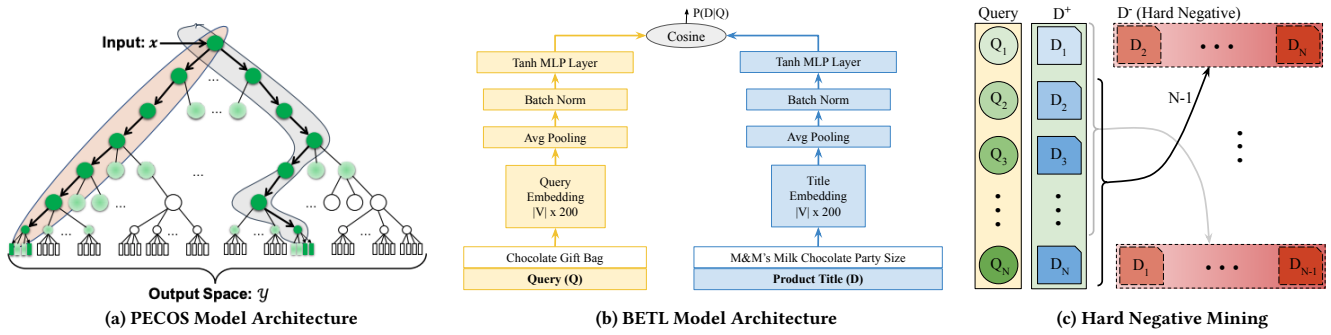 Input: x
...
...
...
...
...
...
Output Space: 𝒴
(a) PECOS Model Architecture
P(D|Q)
Cosine
Tanh MLP Layer
Batch Norm
Avg Pooling
Query
Embedding
|V| x 200
Chocolate Gift Bag
Query (Q)
Tanh MLP Layer
Batch Norm
Avg Pooling
Title
Embedding
|V| x 200
M&M's Milk Chocolate Party Size
Product Title (D)
(b) BETL Model Architecture
Query D+ D- (Hard Negative)
Q1 D1 D2 ••• DN
Q2 D2 N-1
Q3 D3
QN DN D1 ••• DN-1
(c) Hard Negative Mining